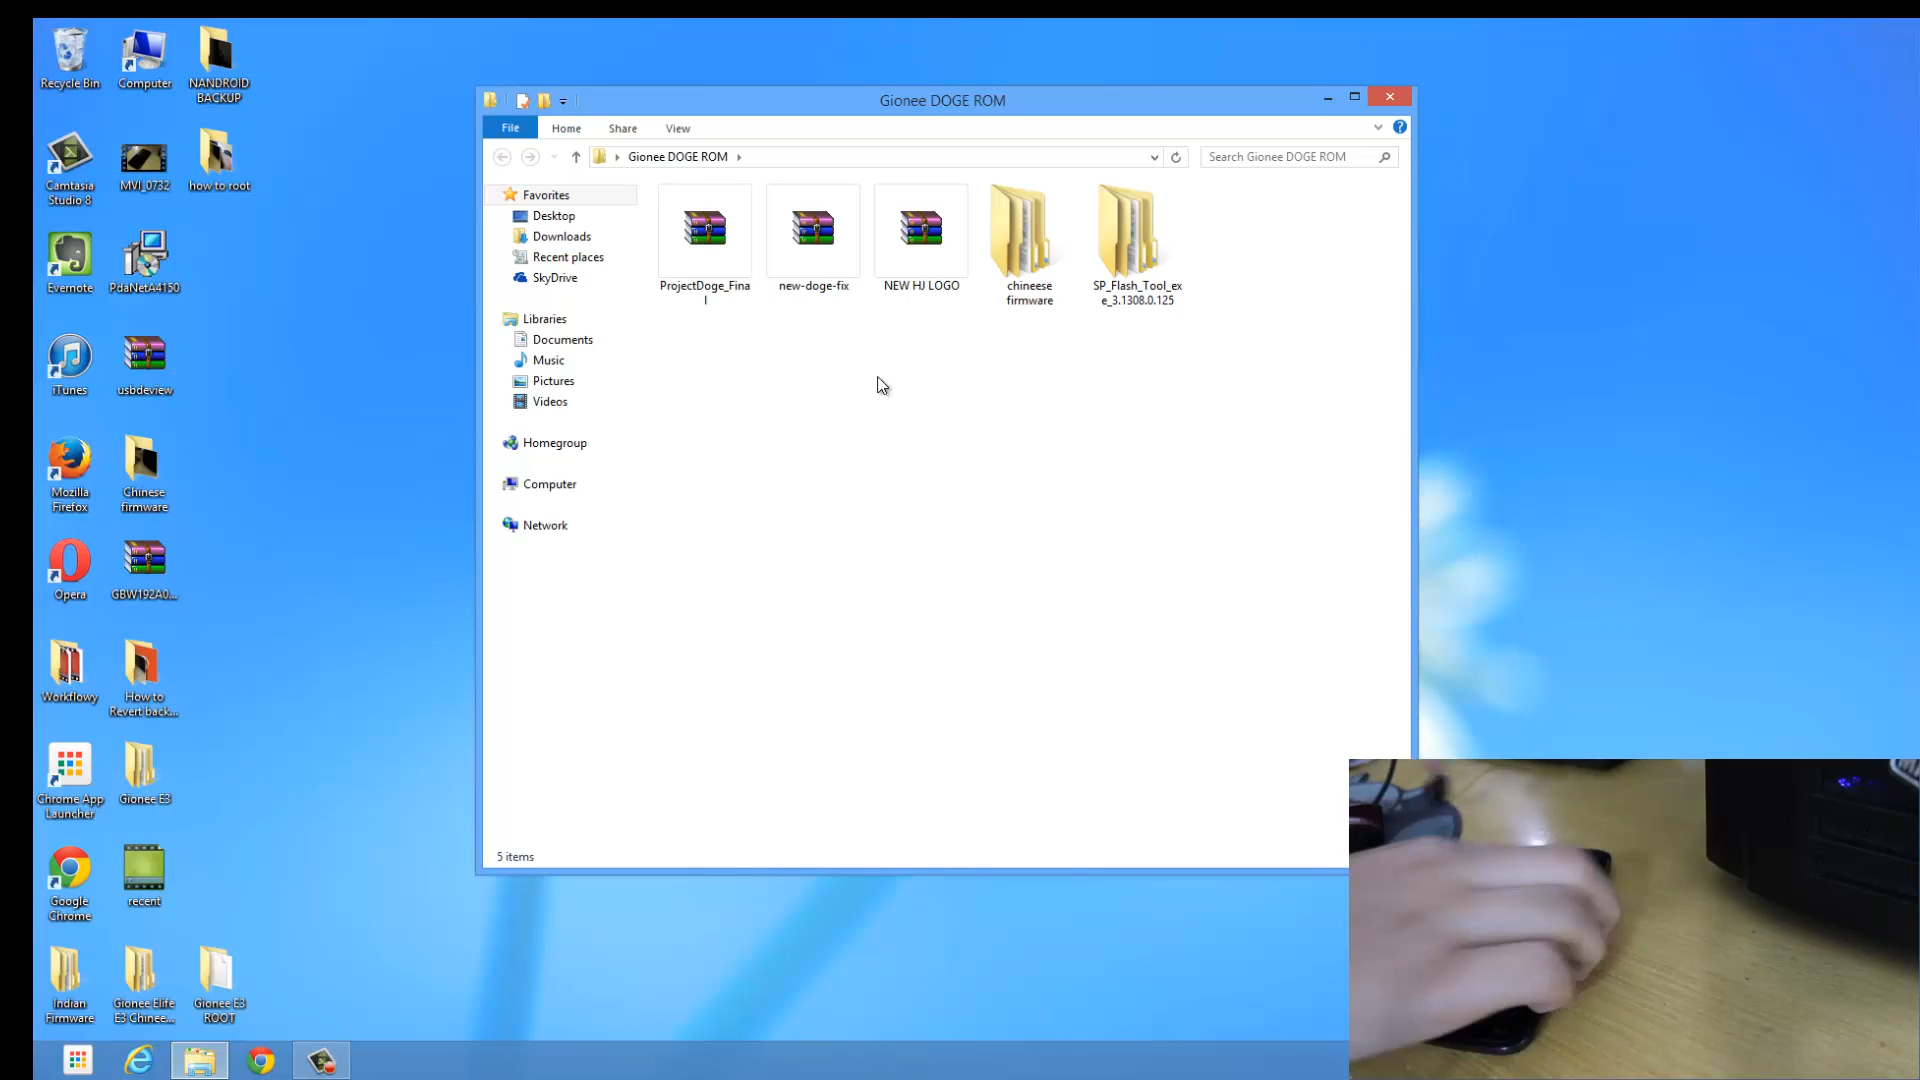 Recycle Bin
Computer
NANDROID
BACKUP
Camtasia
Studio 8
MVI_0732
how to root
Evernote
PdaNetA4150
iTunes
usbdeview
Mozilla
Firefox
Chinese
firmware
Opera
GBW192A0...
Workflowy
How to
Revert back...
Chrome App
Launcher
Gionee E3
Google
Chrome
recent
Indian
Firmware
Gionee Elife
E3 Chinee...
Gionee E3
ROOT
Gionee DOGE ROM
File
Home
Share
View
Gionee DOGE ROM
Search Gionee DOGE ROM
Favorites
Desktop
Downloads
Recent places
SkyDrive
Libraries
Documents
Music
Pictures
Videos
Homegroup
Computer
Network
ProjectDoge_Fina
l
new-doge-fix
NEW HJ LOGO
chineese
firmware
SP_Flash_Tool_ex
e_3.1308.0.125
5 items